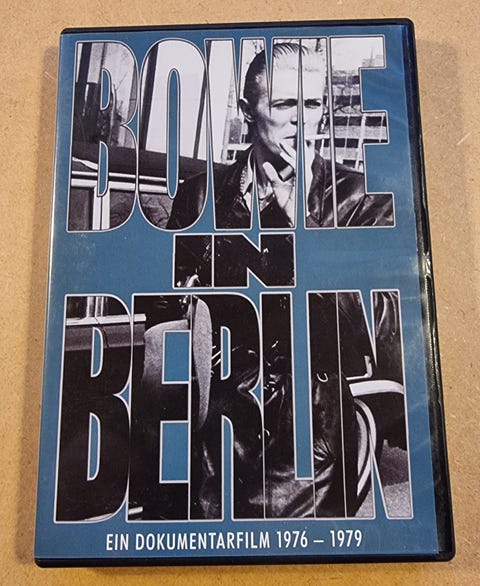 BOWIE
IN
BERLIN
EIN DOKUMENTARFILM 1976 – 1979